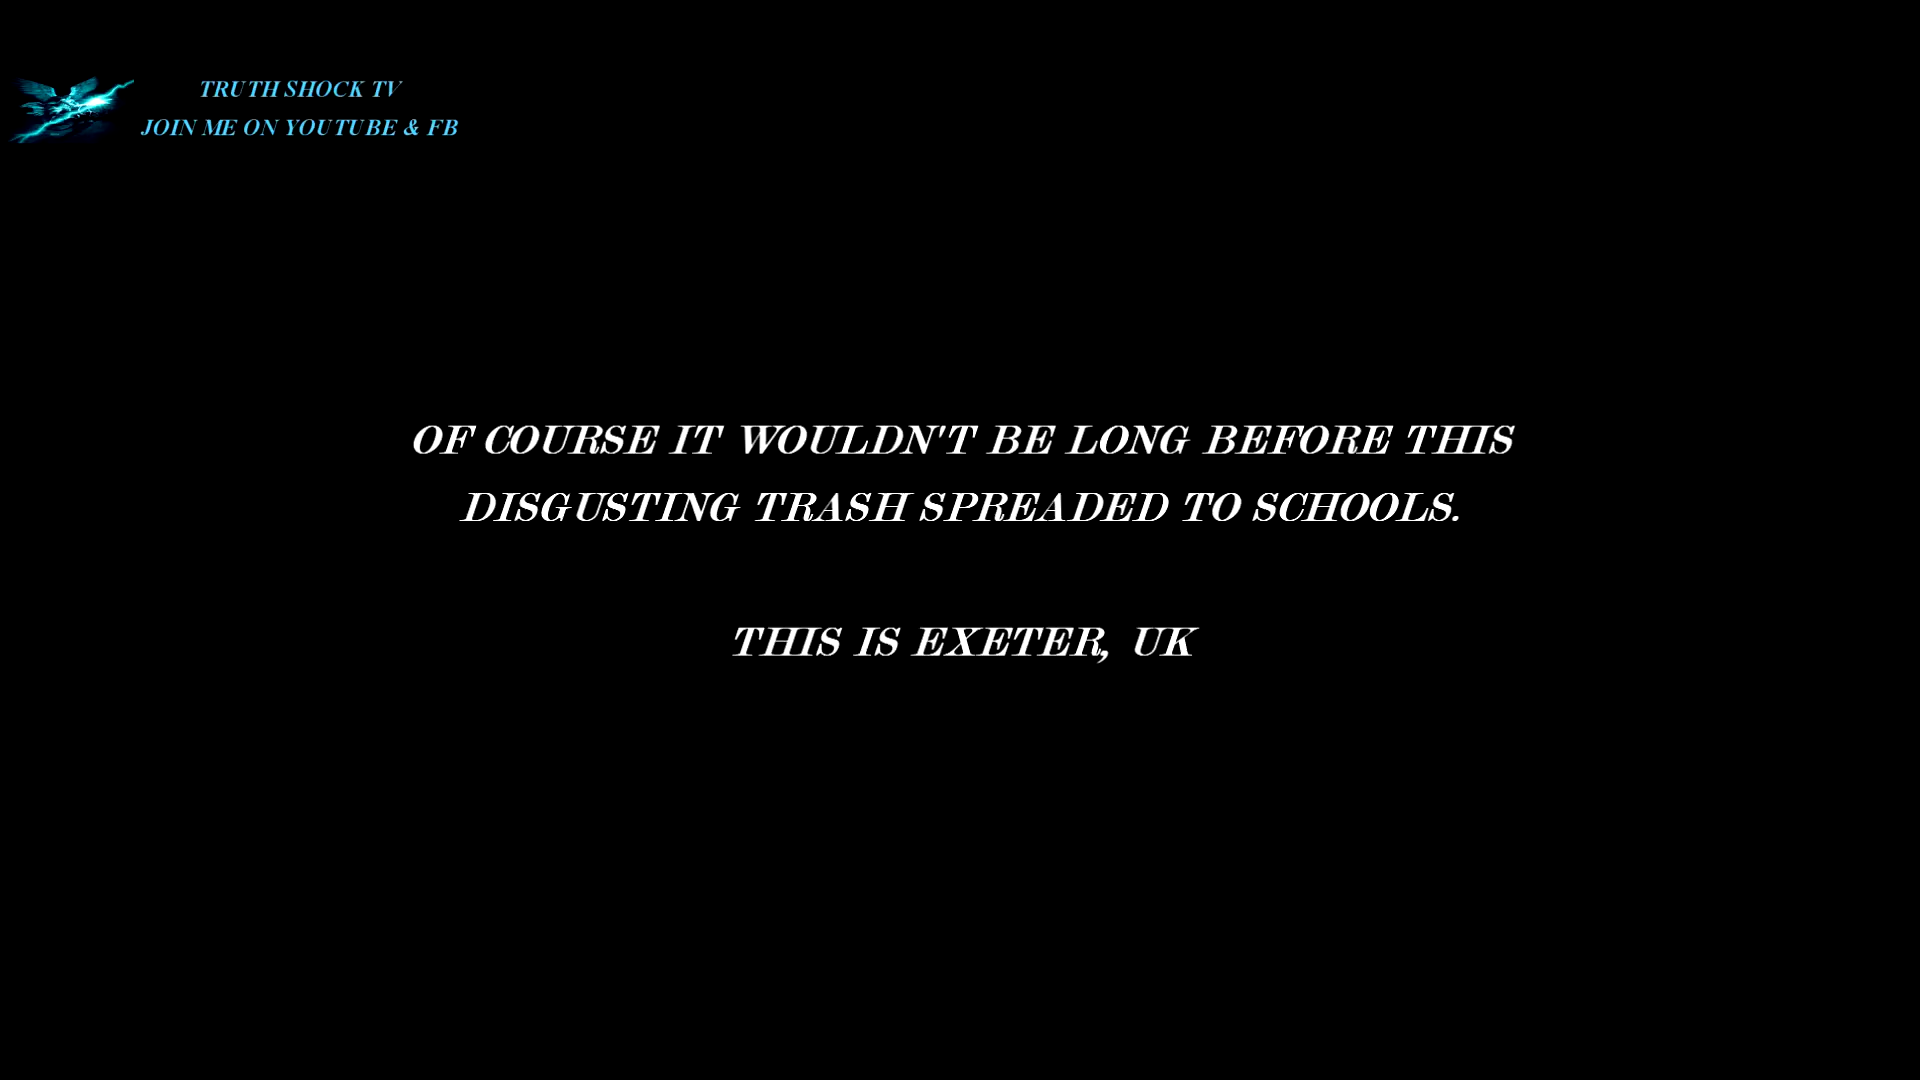 TRUTH SHOCK TV
JOIN ME ON YOUTUBE & FB
OF COURSE IT WOULDN'T BE LONG BEFORE THIS
DISGUSTING TRASH SPREADED TO SCHOOLS.
THIS IS EXETER, UK